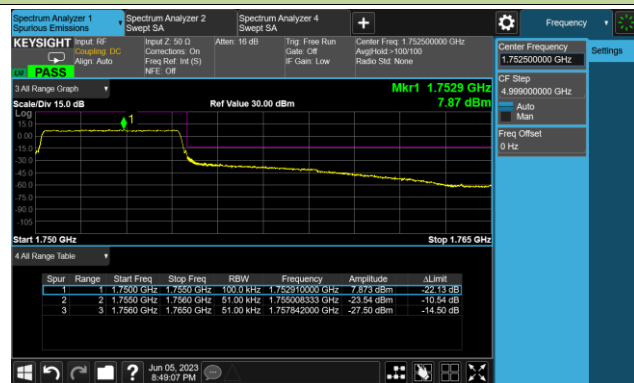 Spectrum Analyzer 1
Spurious Emissions
Spectrum Analyzer 2
Swept SA
Spectrum Analyzer 4
Swept SA
+
Frequency
KEYSIGHT
Input: RF
Coupling: DC
Align: Auto
Input Z: 50 Ω
Corrections: On
Freq Ref: Int (S)
NFE: Off
Atten: 16 dB
Trig: Free Run
Gate: Off
IF Gain: Low
Center Freq: 1.752500000 GHz
Avg|Hold:>100/100
Radio Std: None
PASS
Center Frequency
1.752500000 GHz
Settings
CF Step
4.999000000 GHz
Auto
Man
Freq Offset
0 Hz
3 All Range Graph
Scale/Div 15.0 dB
Ref Value 30.00 dBm
Mkr1 1.7529 GHz
7.87 dBm
Log
15.0
0.00
-15.0
-30.0
-45.0
-60.0
-75.0
-90.0
-105
1
Start 1.750 GHz
Stop 1.765 GHz
4 All Range Table
Spur Range Start Freq Stop Freq RBW Frequency Amplitude ΔLimit
1 1 1.7500 GHz 1.7550 GHz 100.0 kHz 1.752910000 GHz 7.873 dBm -22.13 dB
2 2 1.7550 GHz 1.7560 GHz 51.00 kHz 1.755008333 GHz -23.54 dBm -10.54 dB
3 3 1.7560 GHz 1.7650 GHz 51.00 kHz 1.757842000 GHz -27.50 dBm -14.50 dB
?
Jun 05, 2023
8:49:07 PM